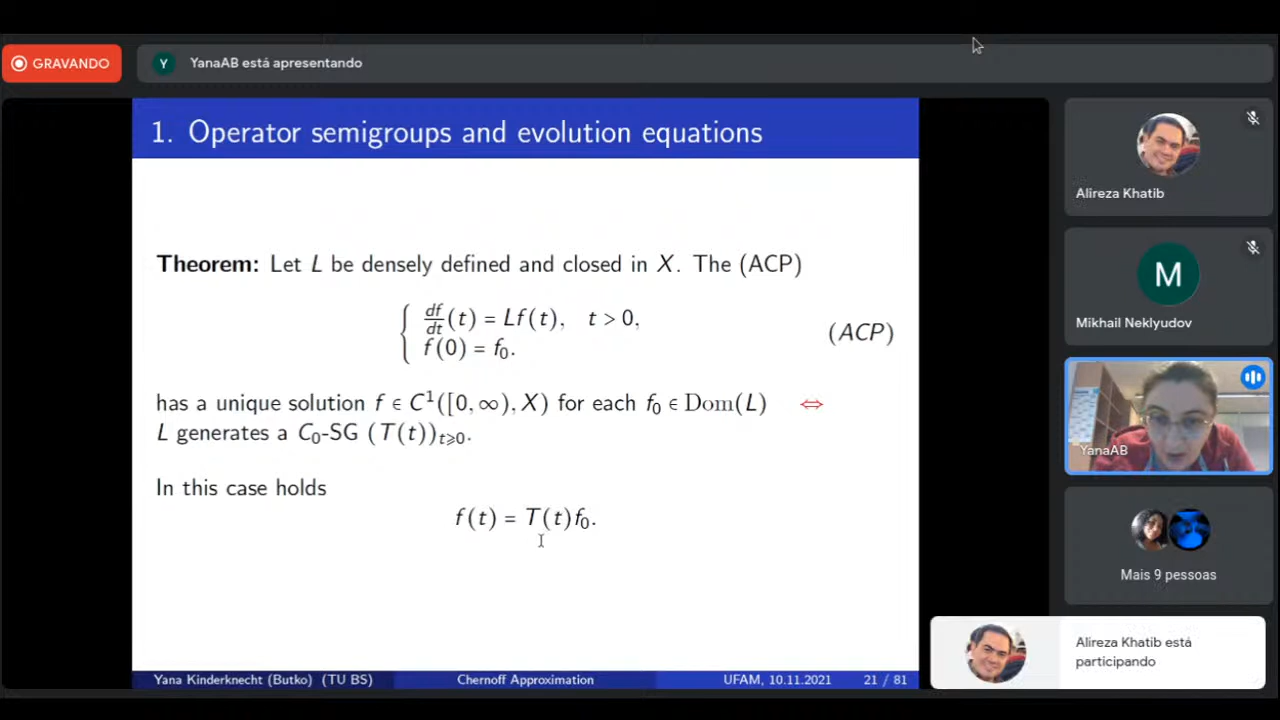 GRAVANDO
Y
YanaAB está apresentando
1. Operator semigroups and evolution equations
Theorem: Let L be densely defined and closed in X. The (ACP)
{ df/dt (t) = Lf(t), t > 0,
f(0) = f₀.
(ACP)
has a unique solution f ∈ C¹([0, ∞), X) for each f₀ ∈ Dom(L) ⇔
L generates a C₀-SG (T(t))ₜ⩾₀.
In this case holds
f(t) = T(t)f₀.
Yana Kinderknecht (Butko) (TU BS)
Chernoff Approximation
UFAM, 10.11.2021
21 / 81
Alireza Khatib
M
Mikhail Neklyudov
YanaAB
Mais 9 pessoas
Alireza Khatib está
participando